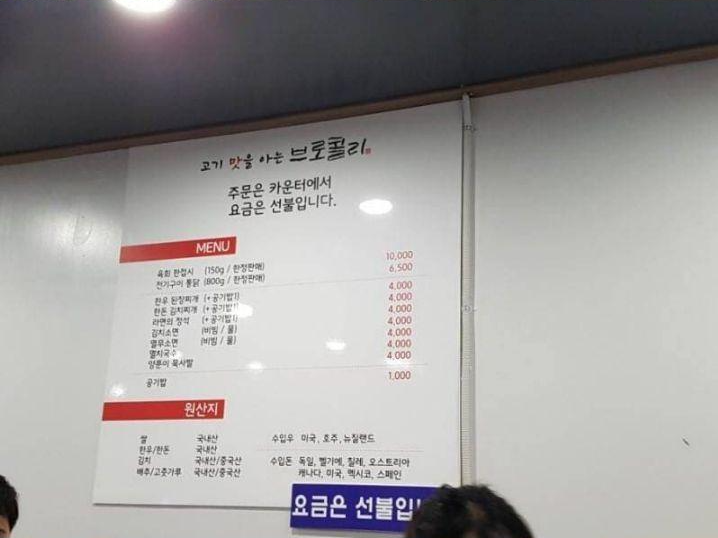 고기 맛을 아는 브로콜리
주문은 카운터에서
요금은 선불입니다.
MENU
육회 한접시 (150g / 한정판매) 10,000
전기구이 통닭 (800g / 한정판매) 6,500
한우 된장찌개 (+공기밥1) 4,000
한돈 김치찌개 (+공기밥1) 4,000
라면의 정석 (+공기밥1) 4,000
김치소면 (비빔 / 물) 4,000
열무소면 (비빔 / 물) 4,000
멸치국수 4,000
양푼이 묵사발 4,000
공기밥 1,000
원산지
쌀 국내산 수입우 미국, 호주, 뉴질랜드
한우/한돈 국내산
김치 국내산/중국산 수입돈 독일, 벨기에, 칠레, 오스트리아
배추/고춧가루 국내산/중국산 캐나다, 미국, 멕시코, 스페인
요금은 선불입